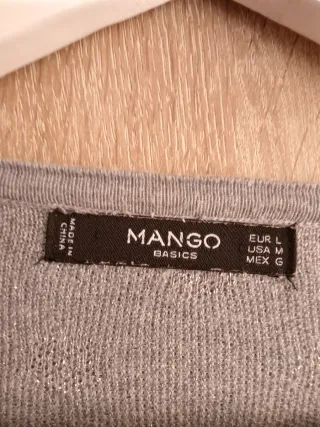 MADE IN
CHINA
MANGO
BASICS
EUR L
USA M
MEX G